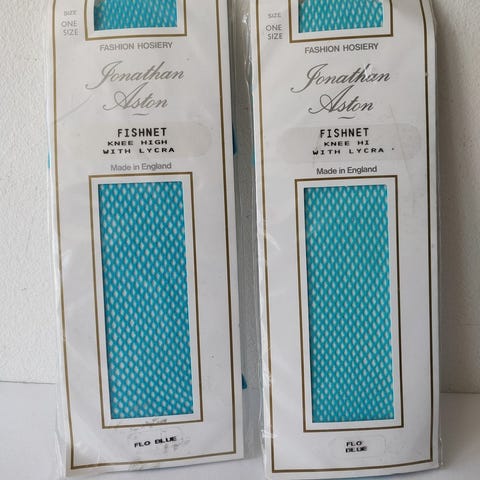 SIZE
ONE
SIZE
FASHION HOSIERY
Jonathan
Aston
FISHNET
KNEE HIGH
WITH LYCRA
Made in England
FLO BLUE
SIZE
ONE
SIZE
FASHION HOSIERY
Jonathan
Aston
FISHNET
KNEE HI
WITH LYCRA
Made in England
FLO
BLUE